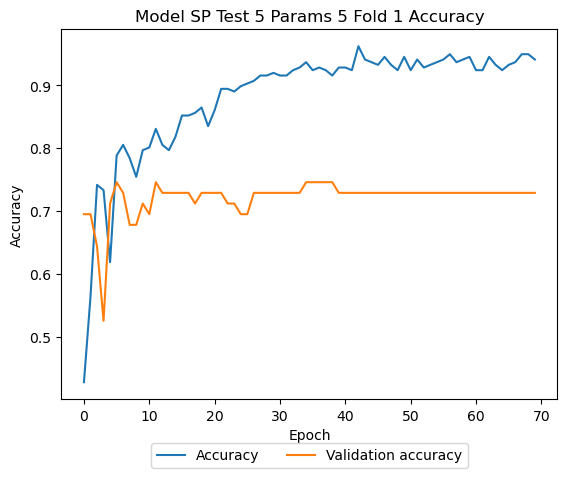 Model SP Test 5 Params 5 Fold 1 Accuracy
0.9
0.8
0.7
0.6
0.5
Accuracy
0 10 20 30 40 50 60 70
Epoch
Accuracy Validation accuracy